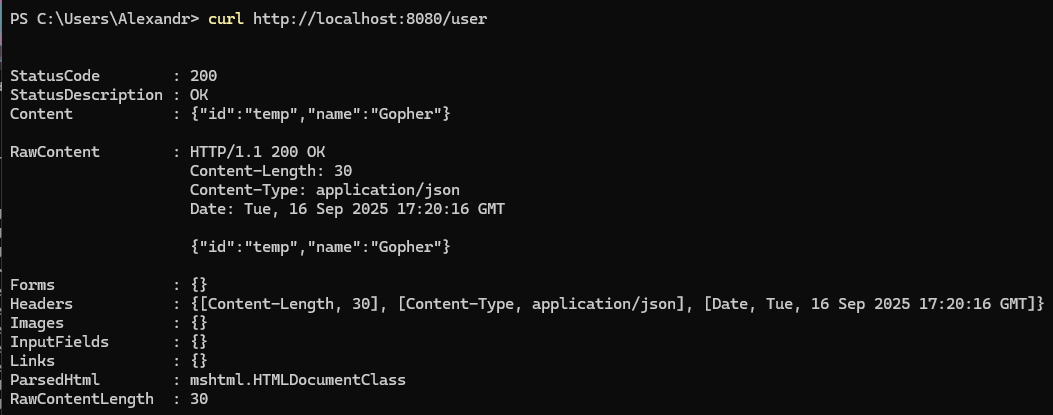 PS C:\Users\Alexandr> curl http://localhost:8080/user
StatusCode : 200
StatusDescription : OK
Content : {"id":"temp","name":"Gopher"}
RawContent : HTTP/1.1 200 OK
Content-Length: 30
Content-Type: application/json
Date: Tue, 16 Sep 2025 17:20:16 GMT
{"id":"temp","name":"Gopher"}
Forms : {}
Headers : {[Content-Length, 30], [Content-Type, application/json], [Date, Tue, 16 Sep 2025 17:20:16 GMT]}
Images : {}
InputFields : {}
Links : {}
ParsedHtml : mshtml.HTMLDocumentClass
RawContentLength : 30